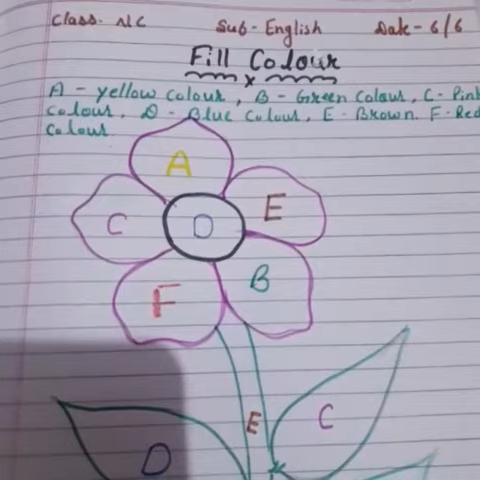 Class- NC Sub- English Date- 6/6
Fill Colour
x
A - yellow colour, B - Green Colour, C- Pink
colour, D - Blue colour, E - Brown. F- Red
colour.
A
C D E
F B
E C
D